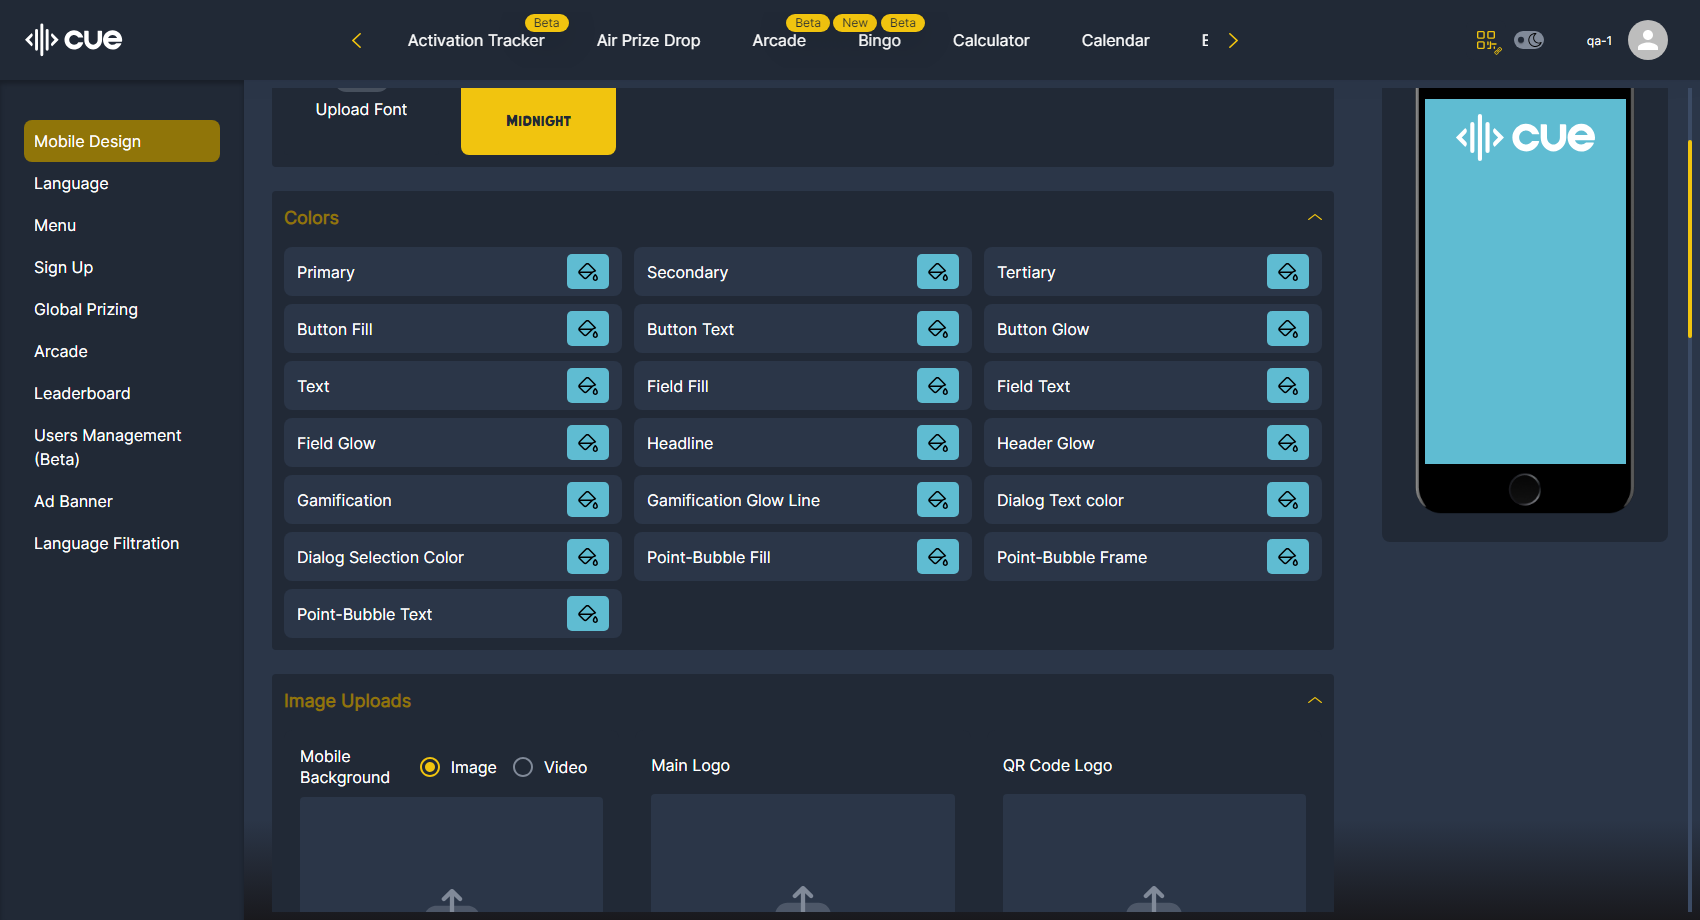 cue
Beta
Beta
New
Beta
Activation Tracker
Air Prize Drop
Arcade
Bingo
Calculator
Calendar
qa-1
Mobile Design
Language
Menu
Sign Up
Global Prizing
Arcade
Leaderboard
Users Management
(Beta)
Ad Banner
Language Filtration
Upload Font
MIDNIGHT
Colors
Primary
Secondary
Tertiary
Button Fill
Button Text
Button Glow
Text
Field Fill
Field Text
Field Glow
Headline
Header Glow
Gamification
Gamification Glow Line
Dialog Text color
Dialog Selection Color
Point-Bubble Fill
Point-Bubble Frame
Point-Bubble Text
Image Uploads
Mobile
Background
Image
Video
Main Logo
QR Code Logo
cue